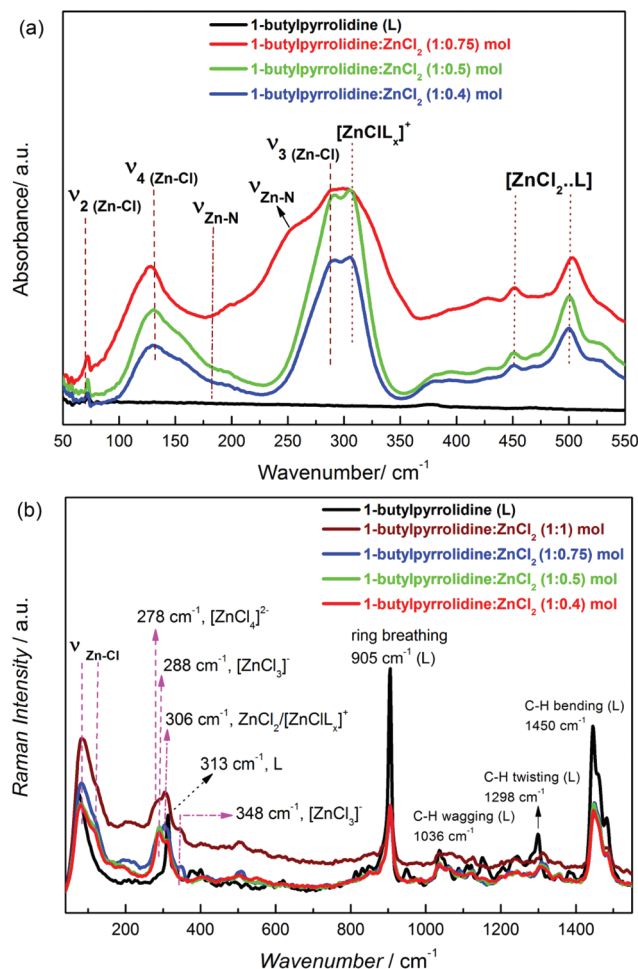 (a)
1-butylpyrrolidine (L)
1-butylpyrrolidine:ZnCl₂ (1:0.75) mol
1-butylpyrrolidine:ZnCl₂ (1:0.5) mol
1-butylpyrrolidine:ZnCl₂ (1:0.4) mol
[ZnClLₓ]⁺
ν₃ (Zn-Cl)
ν₄ (Zn-Cl)
ν₂ (Zn-Cl)
ν Zn-N
ν Zn-N
[ZnCl₂..L]
Absorbance/ a.u.
50 100 150 200 250 300 350 400 450 500 550
Wavenumber/ cm⁻¹
(b)
1-butylpyrrolidine (L)
1-butylpyrrolidine:ZnCl₂ (1:1) mol
1-butylpyrrolidine:ZnCl₂ (1:0.75) mol
1-butylpyrrolidine:ZnCl₂ (1:0.5) mol
1-butylpyrrolidine:ZnCl₂ (1:0.4) mol
278 cm⁻¹, [ZnCl₄]²⁻
ν Zn-Cl
288 cm⁻¹, [ZnCl₃]⁻
306 cm⁻¹, ZnCl₂/[ZnClLₓ]⁺
313 cm⁻¹, L
348 cm⁻¹, [ZnCl₃]⁻
ring breathing
905 cm⁻¹ (L)
C-H bending (L)
1450 cm⁻¹
C-H twisting (L)
1298 cm⁻¹
C-H wagging (L)
1036 cm⁻¹
Raman Intensity / a.u.
200 400 600 800 1000 1200 1400
Wavenumber / cm⁻¹